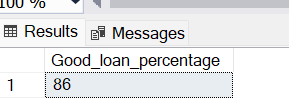 100 %
Results Messages
Good_loan_percentage
1 86